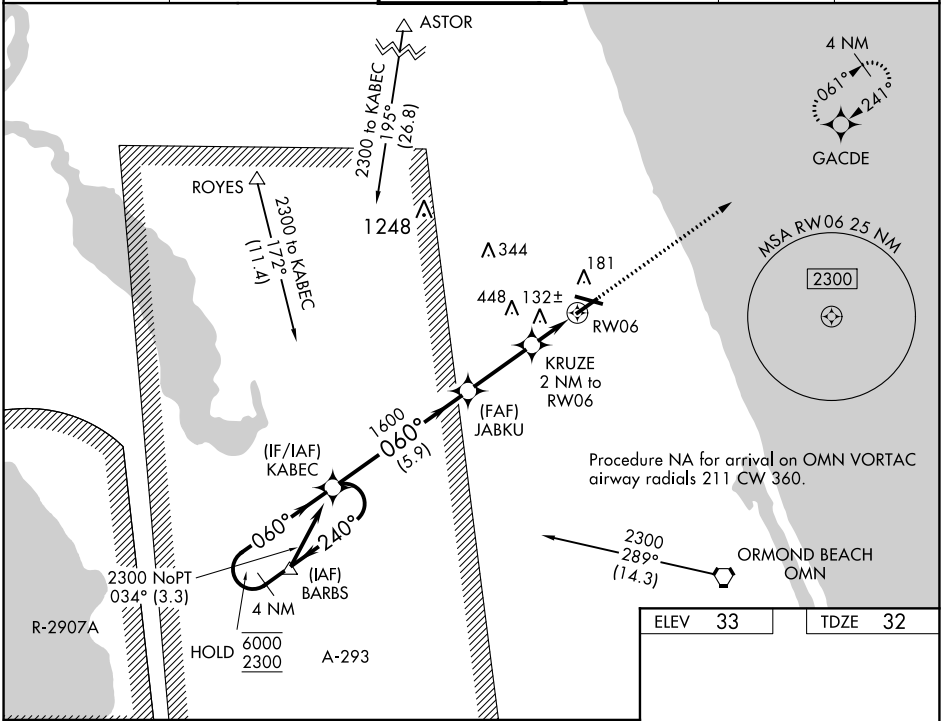 ASTOR
2300 to KABEC
195°
(26.8)
4 NM
061°
241°
GACDE
ROYES
2300 to KABEC
172°
(11.4)
1248
344
181
448
132±
RW06
MSA RW06 25 NM
2300
KRUZE
2 NM to
RW06
(FAF)
JABKU
1600
060°
(5.9)
(IF/IAF)
KABEC
Procedure NA for arrival on OMN VORTAC
airway radials 211 CW 360.
060°
240°
2300
289°
(14.3)
ORMOND BEACH
OMN
2300 NoPT
034° (3.3)
(IAF)
BARBS
4 NM
R-2907A
HOLD
6000
2300
A-293
ELEV 33
TDZE 32